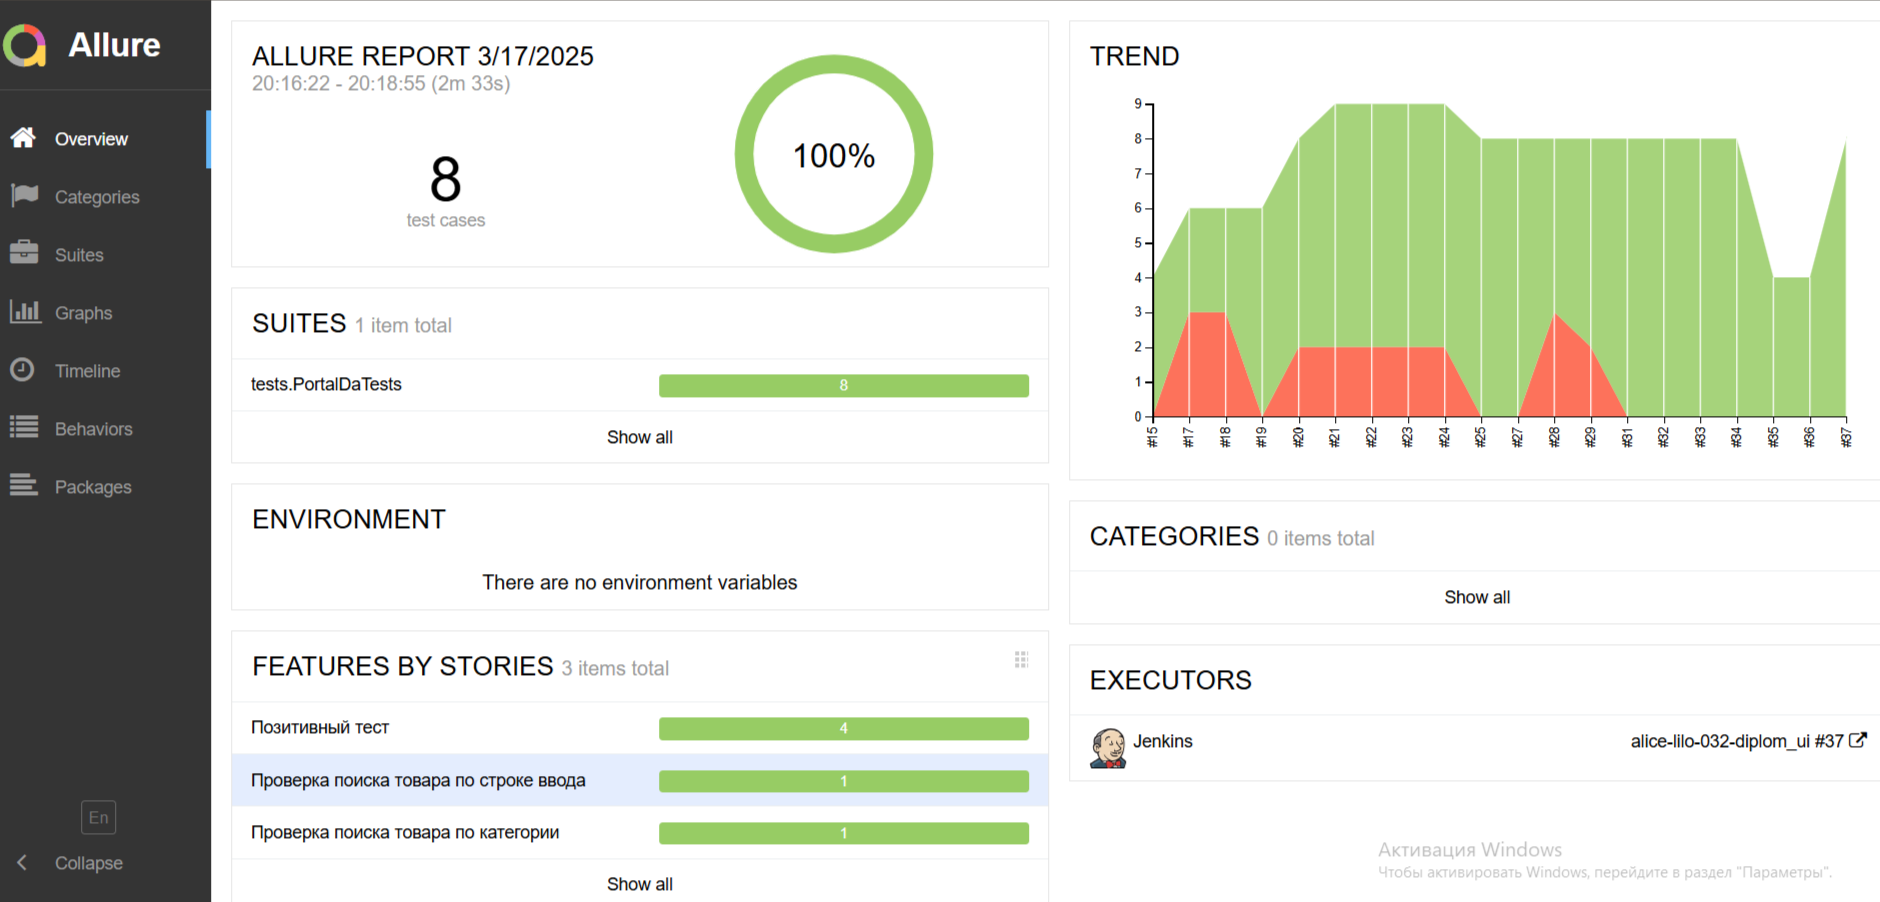 Allure
Overview
Categories
Suites
Graphs
Timeline
Behaviors
Packages
En
Collapse
ALLURE REPORT 3/17/2025
20:16:22 - 20:18:55 (2m 33s)
8
test cases
100%
SUITES 1 item total
tests.PortalDaTests 8
Show all
ENVIRONMENT
There are no environment variables
FEATURES BY STORIES 3 items total
Позитивный тест 4
Проверка поиска товара по строке ввода 1
Проверка поиска товара по категории 1
Show all
TREND
9
8
7
6
5
4
3
2
1
0
#15 #17 #18 #19 #20 #21 #22 #23 #24 #25 #27 #28 #29 #31 #32 #33 #34 #35 #36 #37
CATEGORIES 0 items total
Show all
EXECUTORS
Jenkins alice-lilo-032-diplom_ui #37
Активация Windows
Чтобы активировать Windows, перейдите в раздел "Параметры".